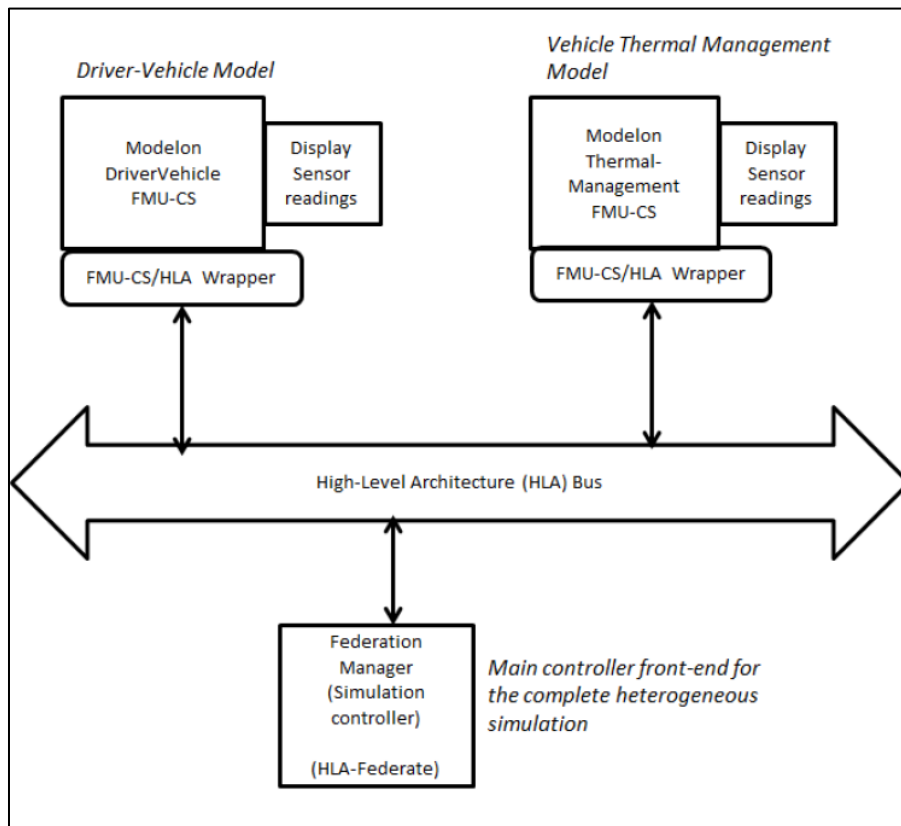 Driver-Vehicle Model
Modelon
DriverVehicle
FMU-CS
Display
Sensor
readings
FMU-CS/HLA Wrapper
Vehicle Thermal Management
Model
Modelon
Thermal-
Management
FMU-CS
Display
Sensor
readings
FMU-CS/HLA Wrapper
High-Level Architecture (HLA) Bus
Federation
Manager
(Simulation
controller)
(HLA-Federate)
Main controller front-end for
the complete heterogeneous
simulation